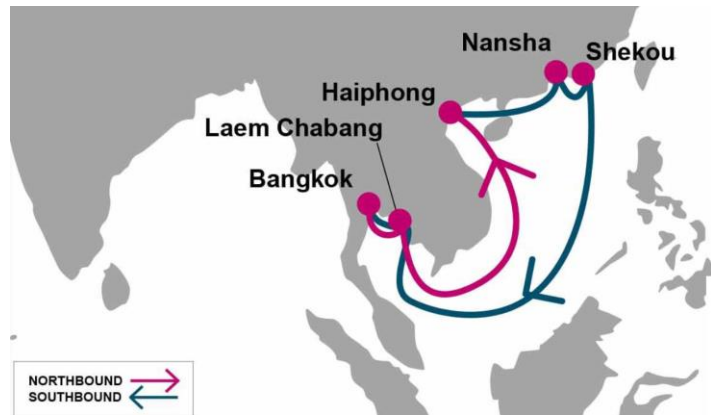 Nansha
Shekou
Haiphong
Laem Chabang
Bangkok
NORTHBOUND
SOUTHBOUND